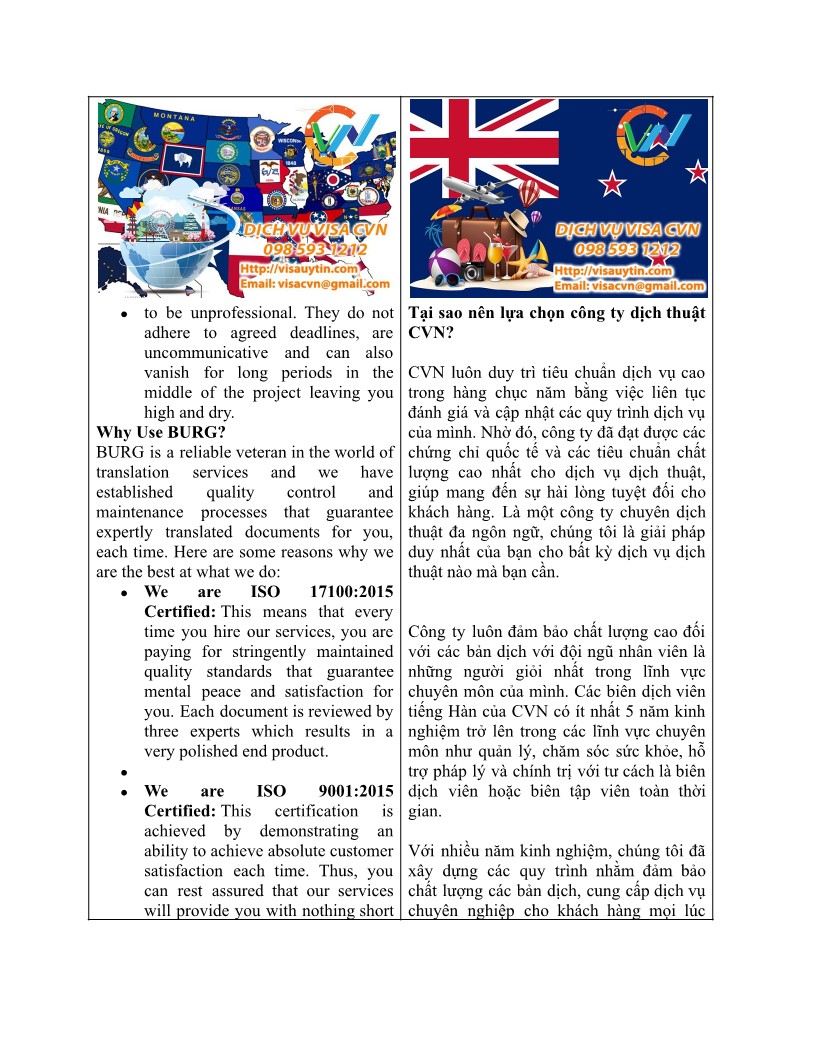 MONTANA
WISCONSIN
1848
DỊCH VỤ VISA CVN
098 593 1212
Http://visauytin.com
Email: visacvn@gmail.com
• to be unprofessional. They do not
adhere to agreed deadlines, are
uncommunicative and can also
vanish for long periods in the
middle of the project leaving you
high and dry.
Why Use BURG?
BURG is a reliable veteran in the world of
translation services and we have
established quality control and
maintenance processes that guarantee
expertly translated documents for you,
each time. Here are some reasons why we
are the best at what we do:
• We are ISO 17100:2015
Certified: This means that every
time you hire our services, you are
paying for stringently maintained
quality standards that guarantee
mental peace and satisfaction for
you. Each document is reviewed by
three experts which results in a
very polished end product.
•
• We are ISO 9001:2015
Certified: This certification is
achieved by demonstrating an
ability to achieve absolute customer
satisfaction each time. Thus, you
can rest assured that our services
will provide you with nothing short
CVN
DỊCH VỤ VISA CVN
098 593 1212
Http://visauytin.com
Email: visacvn@gmail.com
Tại sao nên lựa chọn công ty dịch thuật
CVN?
CVN luôn duy trì tiêu chuẩn dịch vụ cao
trong hàng chục năm bằng việc liên tục
đánh giá và cập nhật các quy trình dịch vụ
của mình. Nhờ đó, công ty đã đạt được các
chứng chỉ quốc tế và các tiêu chuẩn chất
lượng cao nhất cho dịch vụ dịch thuật,
giúp mang đến sự hài lòng tuyệt đối cho
khách hàng. Là một công ty chuyên dịch
thuật đa ngôn ngữ, chúng tôi là giải pháp
duy nhất của bạn cho bất kỳ dịch vụ dịch
thuật nào mà bạn cần.
Công ty luôn đảm bảo chất lượng cao đối
với các bản dịch với đội ngũ nhân viên là
những người giỏi nhất trong lĩnh vực
chuyên môn của mình. Các biên dịch viên
tiếng Hàn của CVN có ít nhất 5 năm kinh
nghiệm trở lên trong các lĩnh vực chuyên
môn như quản lý, chăm sóc sức khỏe, hỗ
trợ pháp lý và chính trị với tư cách là biên
dịch viên hoặc biên tập viên toàn thời
gian.
Với nhiều năm kinh nghiệm, chúng tôi đã
xây dựng các quy trình nhằm đảm bảo
chất lượng các bản dịch, cung cấp dịch vụ
chuyên nghiệp cho khách hàng mọi lúc